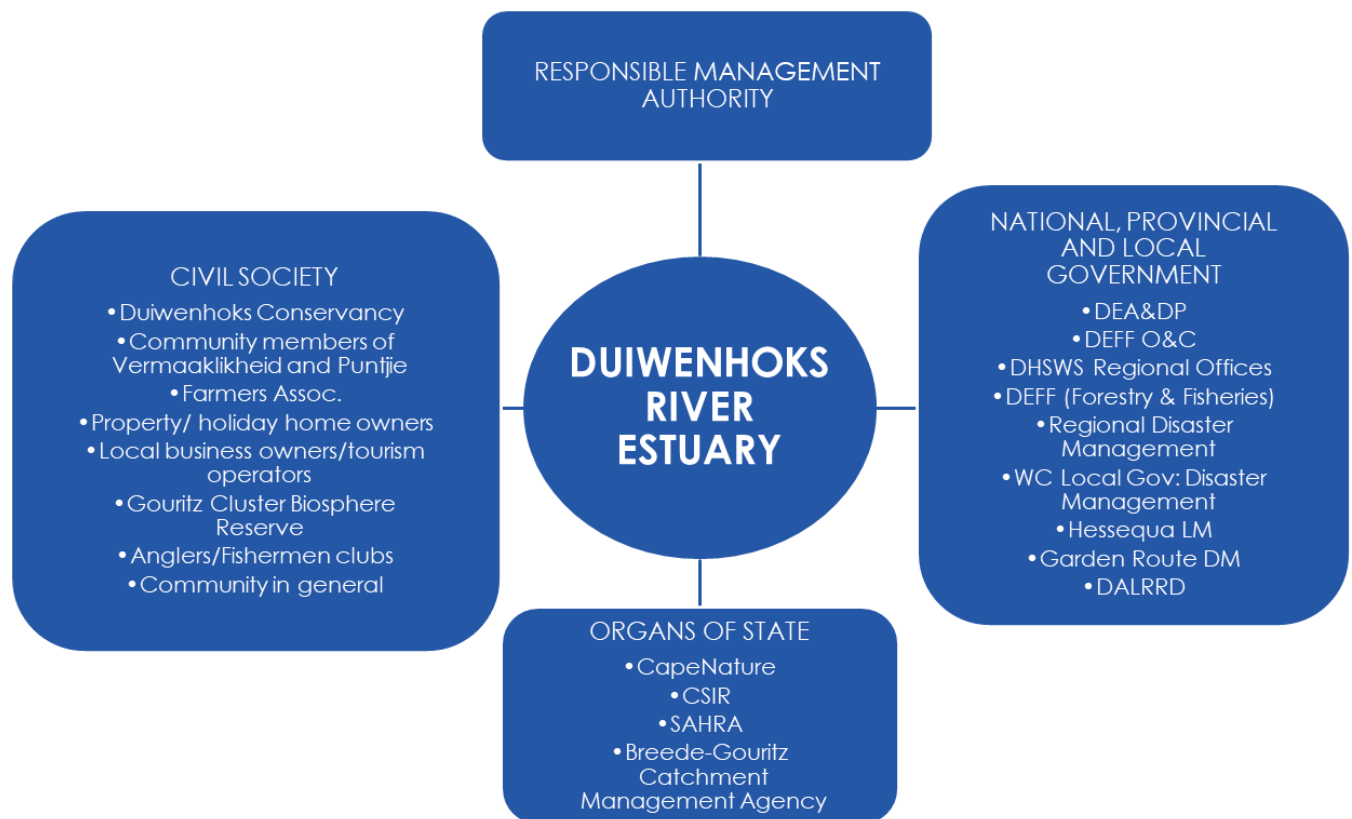 RESPONSIBLE MANAGEMENT
AUTHORITY
CIVIL SOCIETY
•Duiwenhoks Conservancy
•Community members of
Vermaaklikheid and Puntjie
•Farmers Assoc.
•Property/ holiday home owners
•Local business owners/tourism
operators
•Gouritz Cluster Biosphere
Reserve
•Anglers/Fishermen clubs
•Community in general
DUIWENHOKS
RIVER
ESTUARY
NATIONAL, PROVINCIAL
AND LOCAL
GOVERNMENT
•DEA&DP
•DEFF O&C
•DHSWS Regional Offices
•DEFF (Forestry & Fisheries)
•Regional Disaster
Management
•WC Local Gov: Disaster
Management
•Hessequa LM
•Garden Route DM
•DALRRD
ORGANS OF STATE
•CapeNature
•CSIR
•SAHRA
•Breede-Gouritz
Catchment
Management Agency